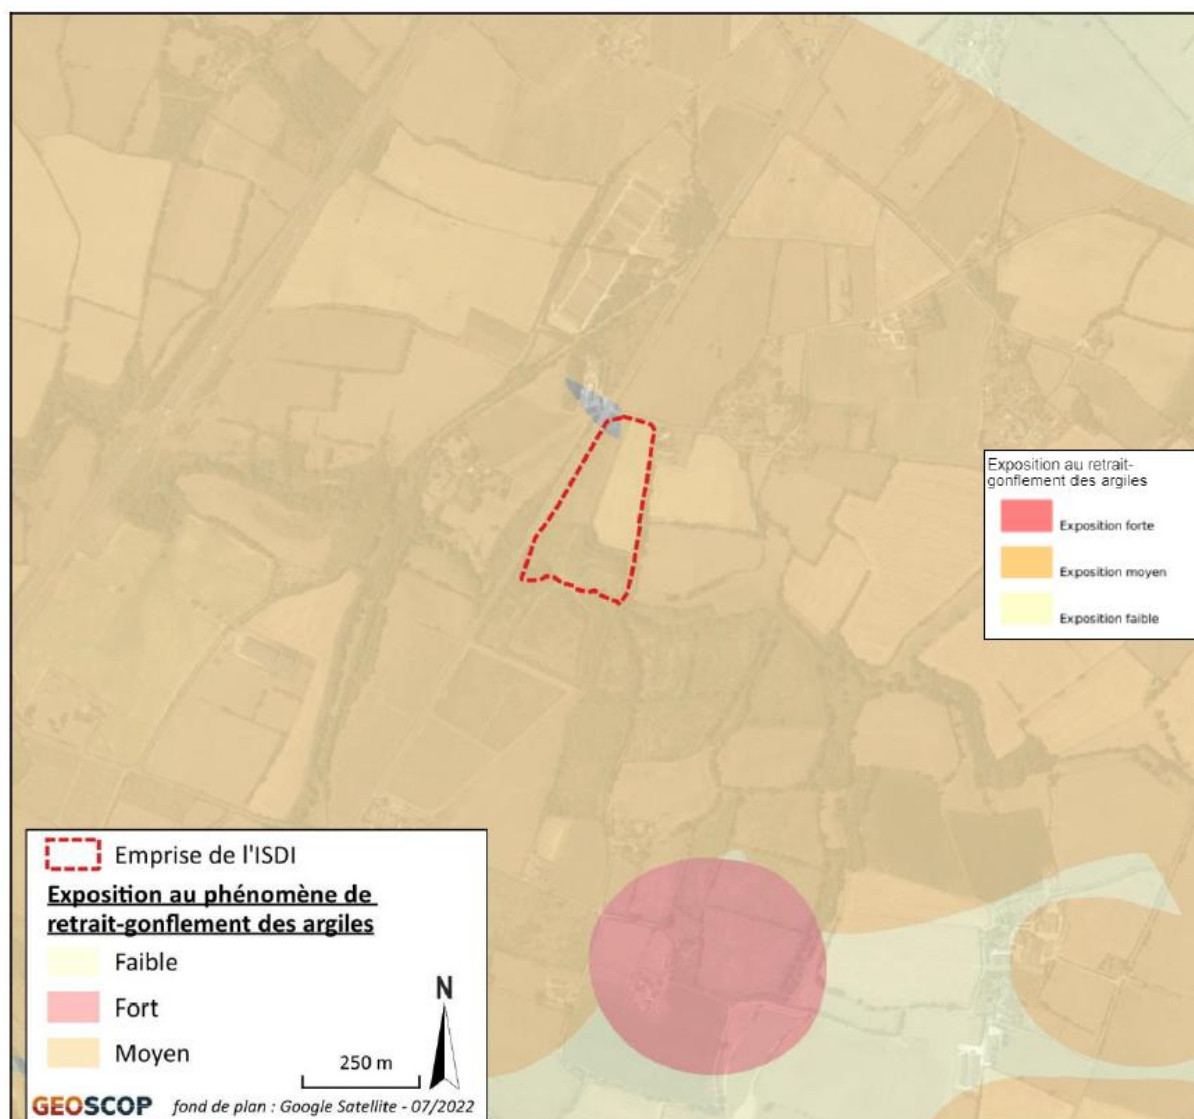 Exposition au retrait-
gonflement des argiles
Exposition forte
Exposition moyen
Exposition faible
Emprise de l'ISDI
Exposition au phénomène de
retrait-gonflement des argiles
Faible
Fort
Moyen
N
250 m
GEOSCOP fond de plan : Google Satellite - 07/2022